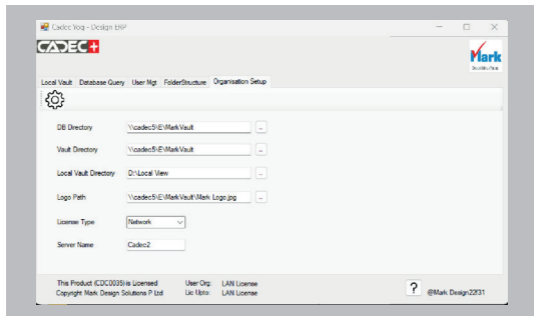 Cadec Yog - Design ERP
CADEC+
Mark
Local Vault Database Query User Mgt FolderStructure Organisation Setup
DB Directory \\cadec5\E\MarkVault ...
Vault Directory \\cadec5\E\MarkVault ...
Local Vault Directory D:\Local View ...
Logo Path \\cadec5\E\MarkVault\Mark Logo.jpg ...
License Type Network
Server Name Cadec2
This Product (CDC0035) is Licensed User Org: LAN License
Copyright Mark Design Solutions P Ltd Lic Upto: LAN License
? @Mark Design22f31